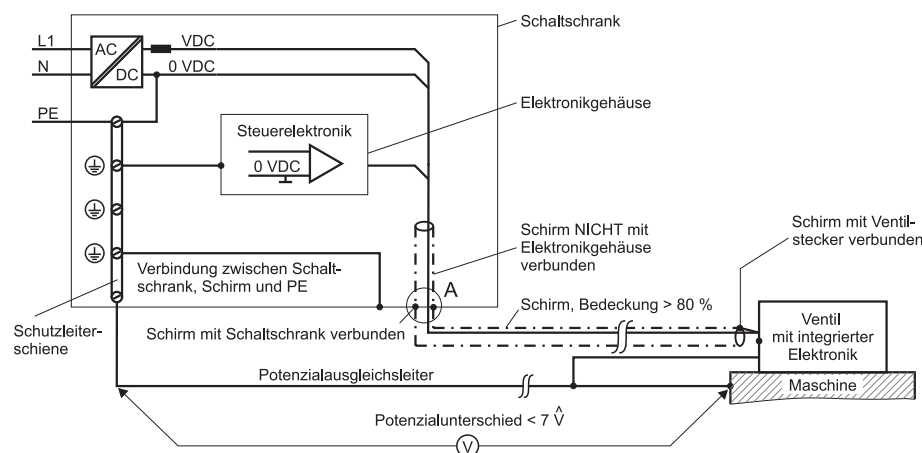 Schaltschrank
L1
AC
VDC
N
DC
0 VDC
PE
Elektronikgehäuse
Steuerelektronik
0 VDC
Schirm NICHT mit
Elektronikgehäuse
verbunden
Schirm mit Ventil-
stecker verbunden
Verbindung zwischen Schalt-
schrank, Schirm und PE
A
Schirm, Bedeckung > 80 %
Schutzleiter-
schiene
Schirm mit Schaltschrank verbunden
Ventil
mit integrierter
Elektronik
Potenzialausgleichsleiter
Maschine
Potenzialunterschied < 7 V̂
V